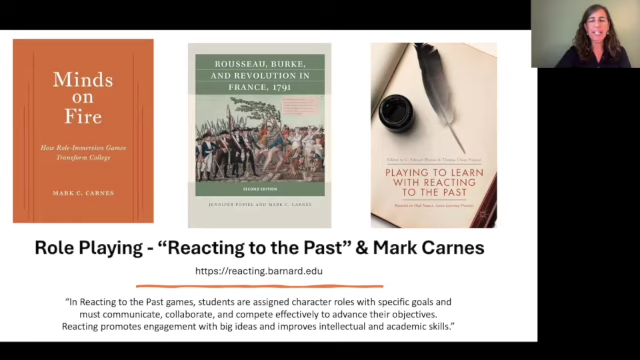 Minds
on
Fire
How Role-Immersion Games
Transform College
MARK C. CARNES
ROUSSEAU, BURKE,
AND REVOLUTION IN
FRANCE, 1791
SECOND EDITION
JENNIFER POPIEL AND MARK C. CARNES
PLAYING TO LEARN
WITH REACTING
TO THE PAST
Role Playing - “Reacting to the Past” & Mark Carnes
https://reacting.barnard.edu
“In Reacting to the Past games, students are assigned character roles with specific goals and
must communicate, collaborate, and compete effectively to advance their objectives.
Reacting promotes engagement with big ideas and improves intellectual and academic skills.”